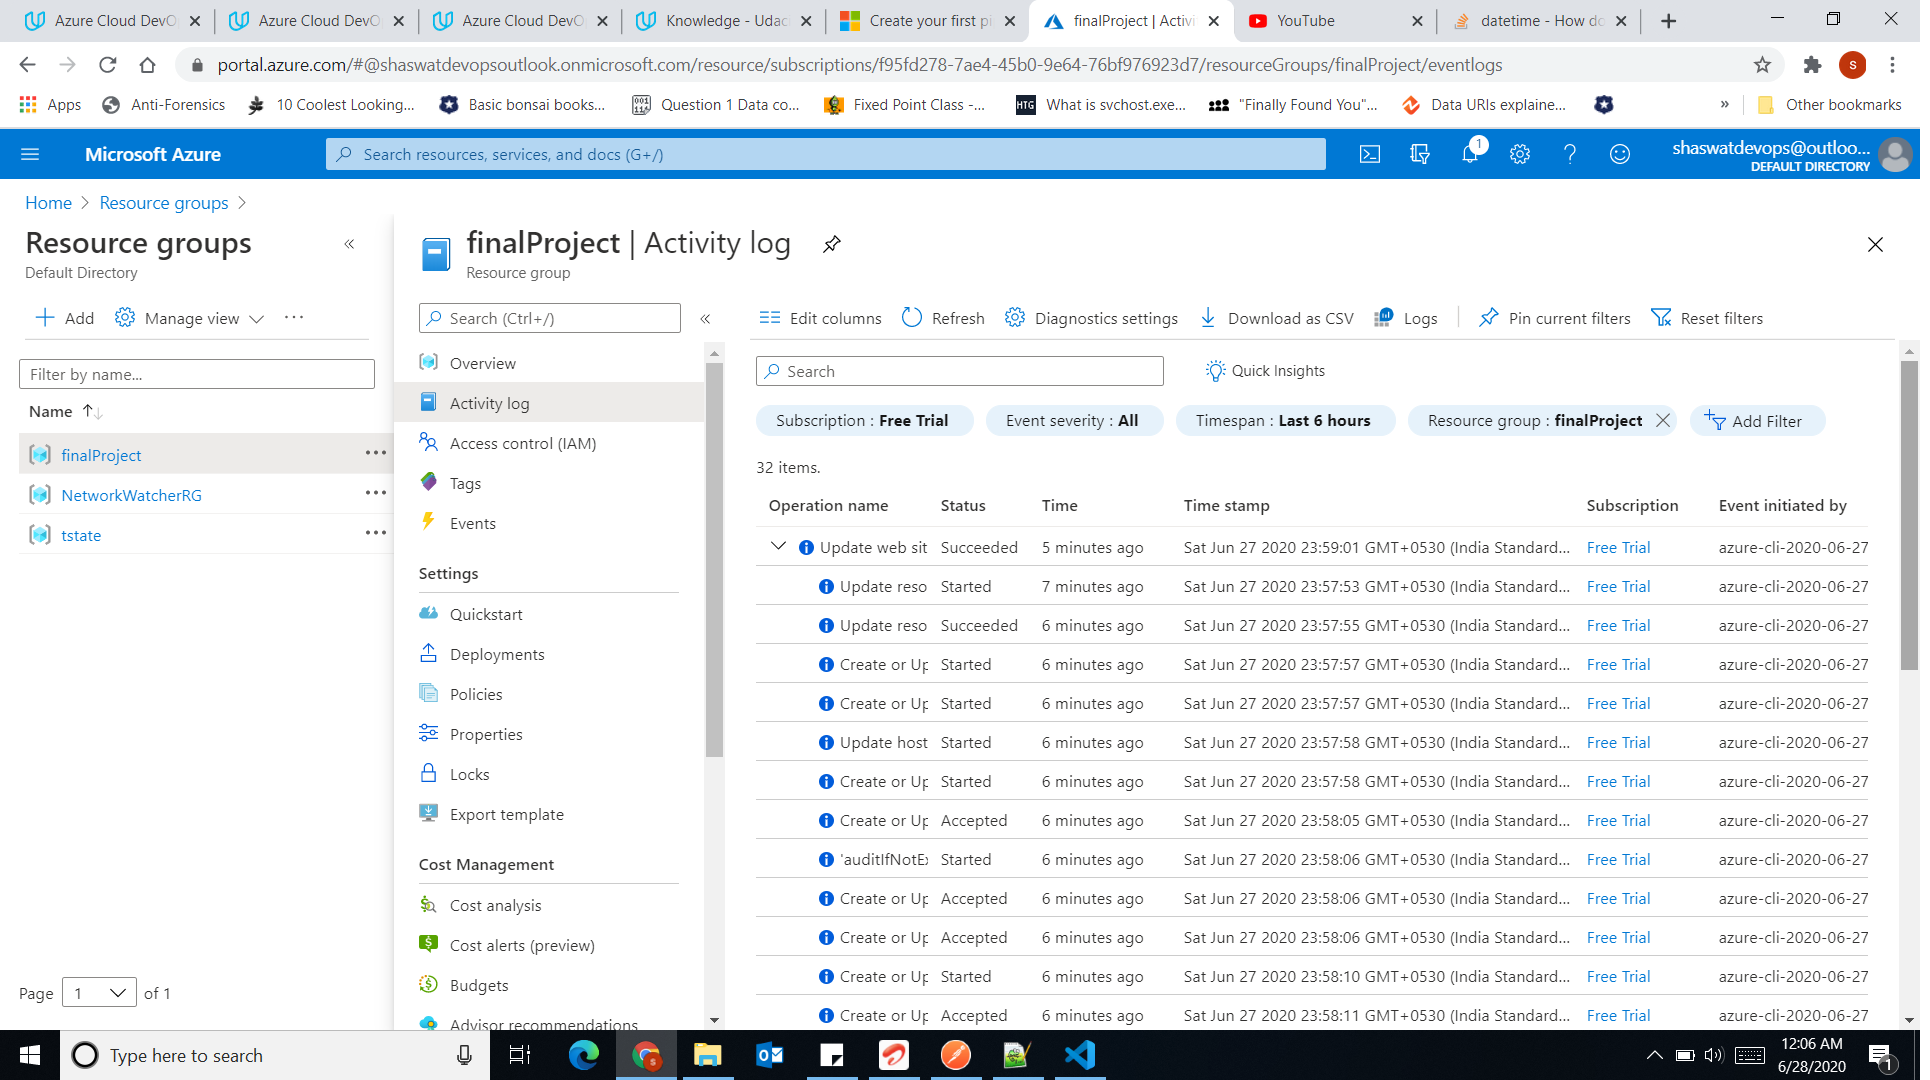 Azure Cloud DevO
Azure Cloud DevO
Azure Cloud DevO
Knowledge - Udac
Create your first pi
finalProject | Activi
YouTube
datetime - How do
portal.azure.com/#@shaswatdevopsoutlook.onmicrosoft.com/resource/subscriptions/f95fd278-7ae4-45b0-9e64-76bf976923d7/resourceGroups/finalProject/eventlogs
s
Apps
Anti-Forensics
10 Coolest Looking...
Basic bonsai books...
Question 1 Data co...
Fixed Point Class -...
HTG
What is svchost.exe...
"Finally Found You"...
Data URIs explaine...
»
Other bookmarks
Microsoft Azure
Search resources, services, and docs (G+/)
1
shaswatdevops@outloo...
DEFAULT DIRECTORY
Home > Resource groups >
Resource groups
Default Directory
Add
Manage view
Filter by name...
Name
finalProject
NetworkWatcherRG
tstate
Page 1 of 1
finalProject | Activity log
Resource group
Search (Ctrl+/)
Overview
Activity log
Access control (IAM)
Tags
Events
Settings
Quickstart
Deployments
Policies
Properties
Locks
Export template
Cost Management
Cost analysis
Cost alerts (preview)
Budgets
Advisor recommendations
Edit columns
Refresh
Diagnostics settings
Download as CSV
Logs
Pin current filters
Reset filters
Search
Quick Insights
Subscription : Free Trial
Event severity : All
Timespan : Last 6 hours
Resource group : finalProject
Add Filter
32 items.
Operation name Status Time Time stamp Subscription Event initiated by
Update web sit Succeeded 5 minutes ago Sat Jun 27 2020 23:59:01 GMT+0530 (India Standard... Free Trial azure-cli-2020-06-27
Update reso Started 7 minutes ago Sat Jun 27 2020 23:57:53 GMT+0530 (India Standard... Free Trial azure-cli-2020-06-27
Update reso Succeeded 6 minutes ago Sat Jun 27 2020 23:57:55 GMT+0530 (India Standard... Free Trial azure-cli-2020-06-27
Create or Up Started 6 minutes ago Sat Jun 27 2020 23:57:57 GMT+0530 (India Standard... Free Trial azure-cli-2020-06-27
Create or Up Started 6 minutes ago Sat Jun 27 2020 23:57:57 GMT+0530 (India Standard... Free Trial azure-cli-2020-06-27
Update host Started 6 minutes ago Sat Jun 27 2020 23:57:58 GMT+0530 (India Standard... Free Trial azure-cli-2020-06-27
Create or Up Started 6 minutes ago Sat Jun 27 2020 23:57:58 GMT+0530 (India Standard... Free Trial azure-cli-2020-06-27
Create or Up Accepted 6 minutes ago Sat Jun 27 2020 23:58:05 GMT+0530 (India Standard... Free Trial azure-cli-2020-06-27
'auditIfNotEx Started 6 minutes ago Sat Jun 27 2020 23:58:06 GMT+0530 (India Standard... Free Trial azure-cli-2020-06-27
Create or Up Accepted 6 minutes ago Sat Jun 27 2020 23:58:06 GMT+0530 (India Standard... Free Trial azure-cli-2020-06-27
Create or Up Accepted 6 minutes ago Sat Jun 27 2020 23:58:06 GMT+0530 (India Standard... Free Trial azure-cli-2020-06-27
Create or Up Started 6 minutes ago Sat Jun 27 2020 23:58:10 GMT+0530 (India Standard... Free Trial azure-cli-2020-06-27
Create or Up Accepted 6 minutes ago Sat Jun 27 2020 23:58:11 GMT+0530 (India Standard... Free Trial azure-cli-2020-06-27
Type here to search
12:06 AM
6/28/2020
1